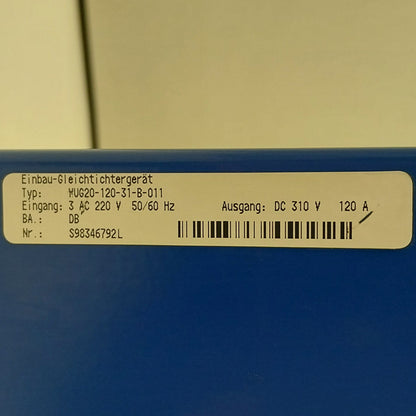 Einbau-Gleichtichtergerät
Typ: WUG20-120-31-B-011
Eingang: 3 AC 220 V 50/60 Hz Ausgang: DC 310 V 120 A
BA.: DB
Nr.: S98346792L